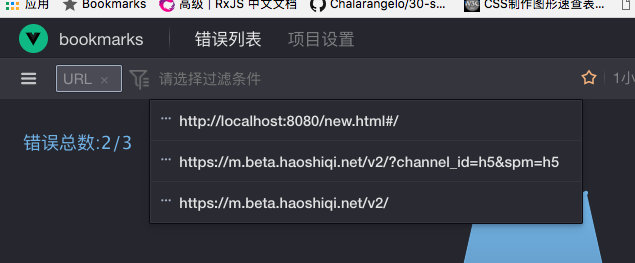 应用 Bookmarks 高级 | RxJS 中文文档 Chalarangelo/30-s... CSS制作图形速查表...
bookmarks 错误列表 项目设置
URL × 请选择过滤条件 1小
错误总数:2/3
··· http://localhost:8080/new.html#/
··· https://m.beta.haoshiqi.net/v2/?channel_id=h5&spm=h5
··· https://m.beta.haoshiqi.net/v2/